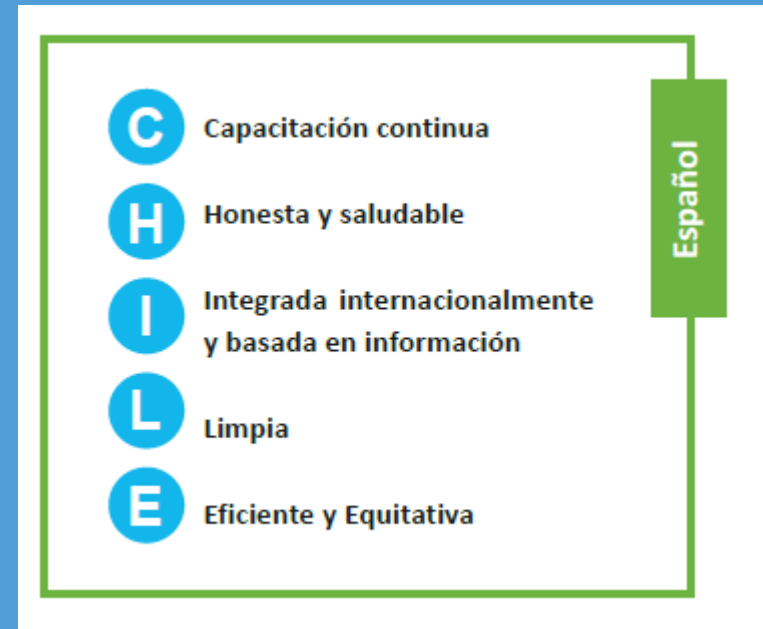 C Capacitación continua
H Honesta y saludable
I Integrada internacionalmente
y basada en información
L Limpia
E Eficiente y Equitativa
Español